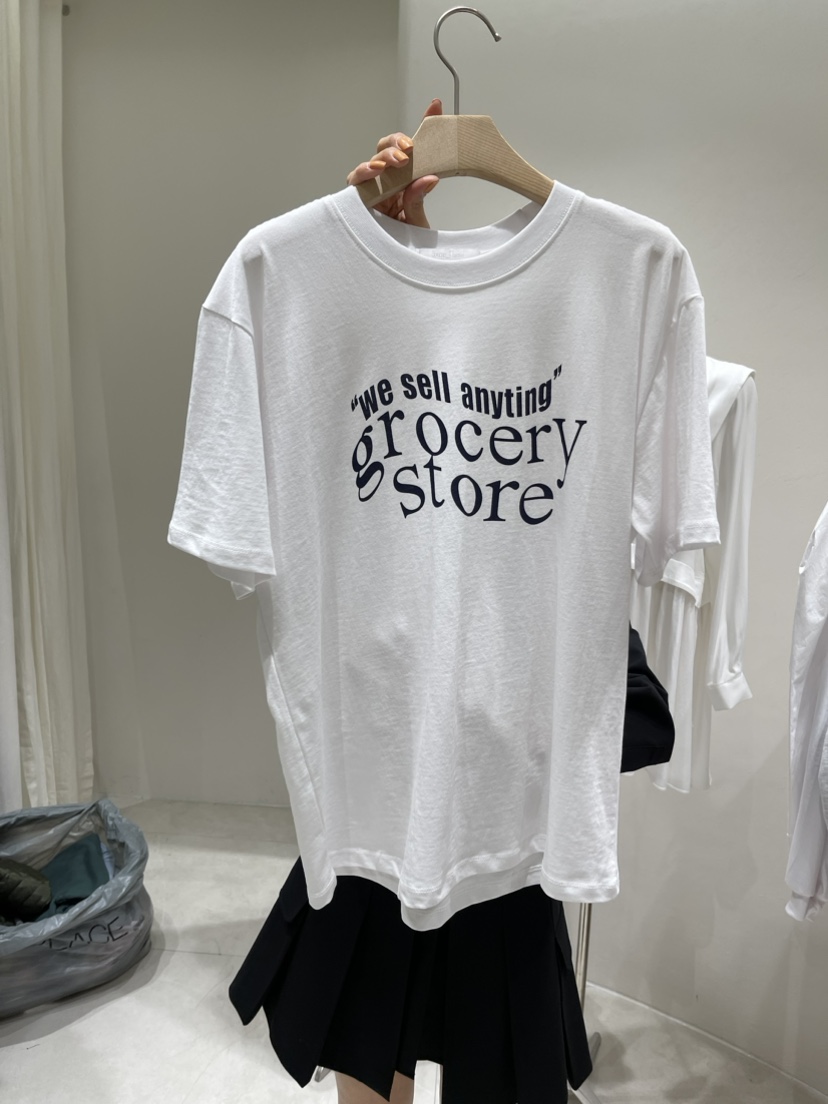 “we sell anyting”
grocery
store